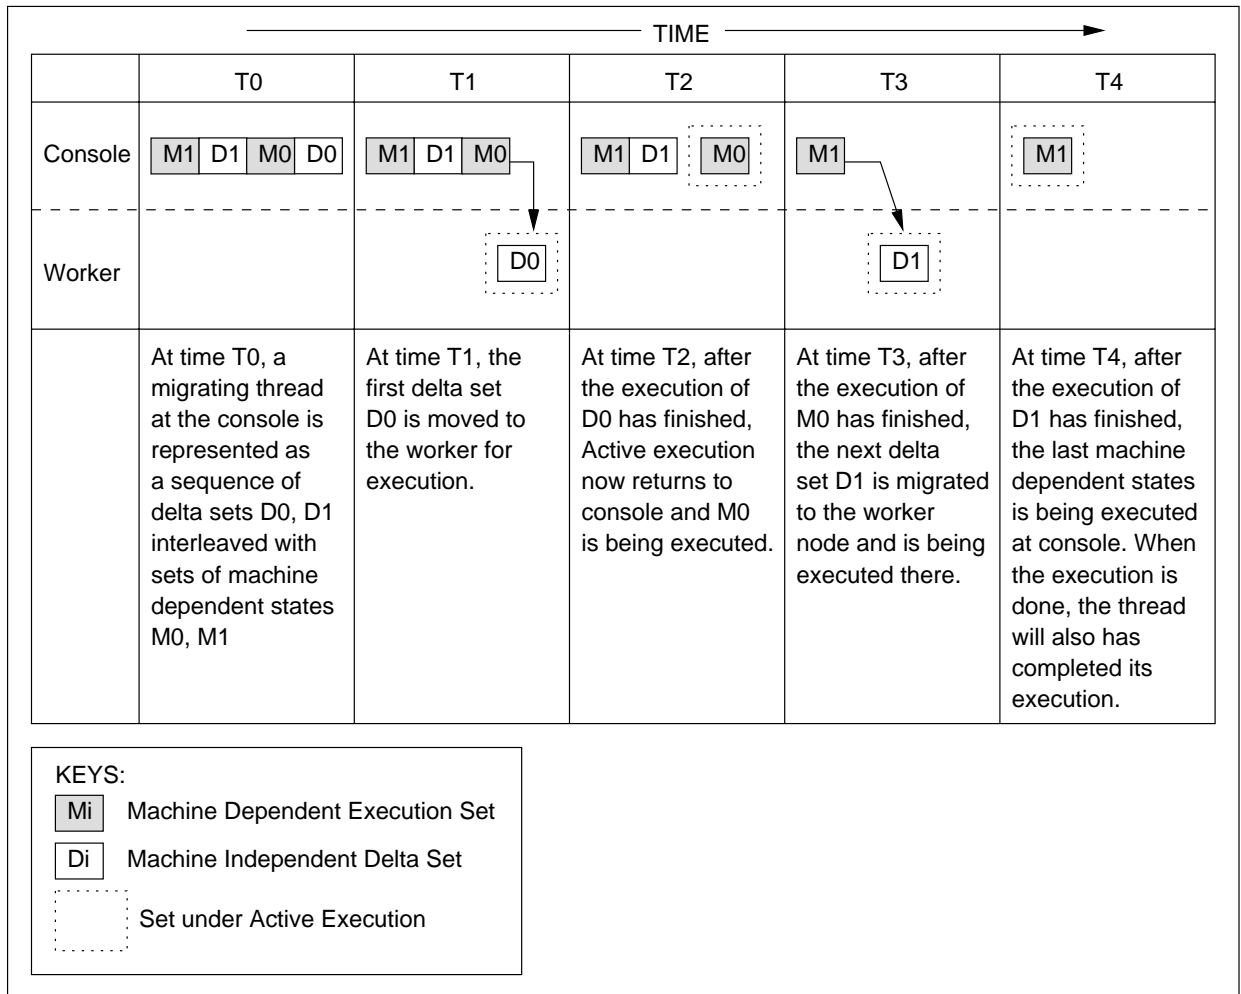 TIME
T0 T1 T2 T3 T4
Console M1 D1 M0 D0 M1 D1 M0 M1 D1 M0 M1 M1
Worker D0 D1
At time T0, a
migrating thread
at the console is
represented as
a sequence of
delta sets D0, D1
interleaved with
sets of machine
dependent states
M0, M1
At time T1, the
first delta set
D0 is moved to
the worker for
execution.
At time T2, after
the execution of
D0 has finished,
Active execution
now returns to
console and M0
is being executed.
At time T3, after
the execution of
M0 has finished,
the next delta
set D1 is migrated
to the worker
node and is being
executed there.
At time T4, after
the execution of
D1 has finished,
the last machine
dependent states
is being executed
at console. When
the execution is
done, the thread
will also has
completed its
execution.
KEYS:
Mi Machine Dependent Execution Set
Di Machine Independent Delta Set
Set under Active Execution